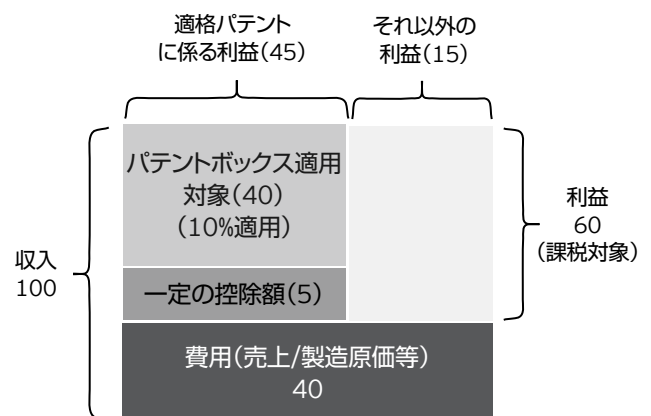 適格パテント
に係る利益(45)
それ以外の
利益(15)
パテントボックス適用
対象(40)
(10%適用)
一定の控除額(5)
費用(売上/製造原価等)
40
収入
100
利益
60
(課税対象)